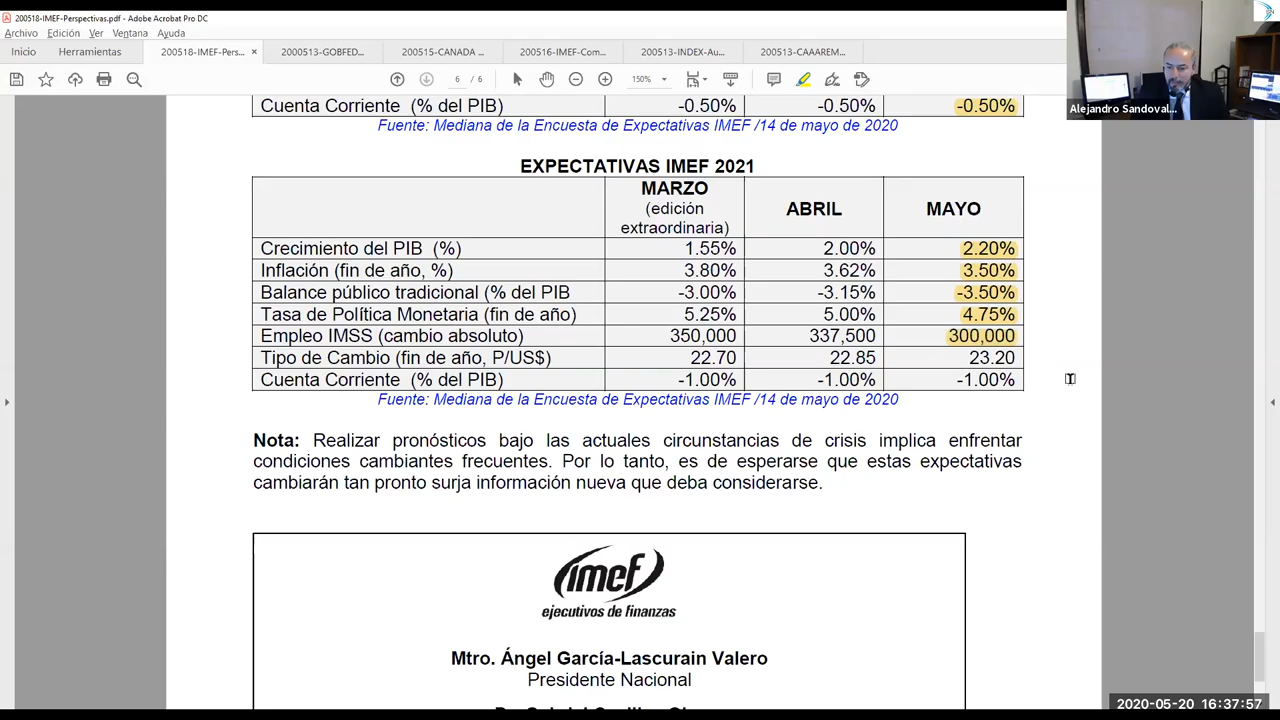 200518-IMEF-Perspectivas.pdf - Adobe Acrobat Pro DC
Archivo Edición Ver Ventana Ayuda
Inicio Herramientas 200518-IMEF-Pers... × 200513-GOBFED... 200515-CANADA ... 200516-IMEF-Com... 200513-INDEX-Au... 200513-CAAAREM...
6 / 6 150%
Alejandro Sandoval...
Cuenta Corriente (% del PIB) -0.50% -0.50% -0.50%
Fuente: Mediana de la Encuesta de Expectativas IMEF /14 de mayo de 2020
EXPECTATIVAS IMEF 2021
MARZO
(edición
extraordinaria)
ABRIL
MAYO
Crecimiento del PIB (%) 1.55% 2.00% 2.20%
Inflación (fin de año, %) 3.80% 3.62% 3.50%
Balance público tradicional (% del PIB -3.00% -3.15% -3.50%
Tasa de Política Monetaria (fin de año) 5.25% 5.00% 4.75%
Empleo IMSS (cambio absoluto) 350,000 337,500 300,000
Tipo de Cambio (fin de año, P/US$) 22.70 22.85 23.20
Cuenta Corriente (% del PIB) -1.00% -1.00% -1.00%
Fuente: Mediana de la Encuesta de Expectativas IMEF /14 de mayo de 2020
Nota: Realizar pronósticos bajo las actuales circunstancias de crisis implica enfrentar
condiciones cambiantes frecuentes. Por lo tanto, es de esperarse que estas expectativas
cambiarán tan pronto surja información nueva que deba considerarse.
imef
ejecutivos de finanzas
Mtro. Ángel García-Lascurain Valero
Presidente Nacional
2020-05-20 16:37:57